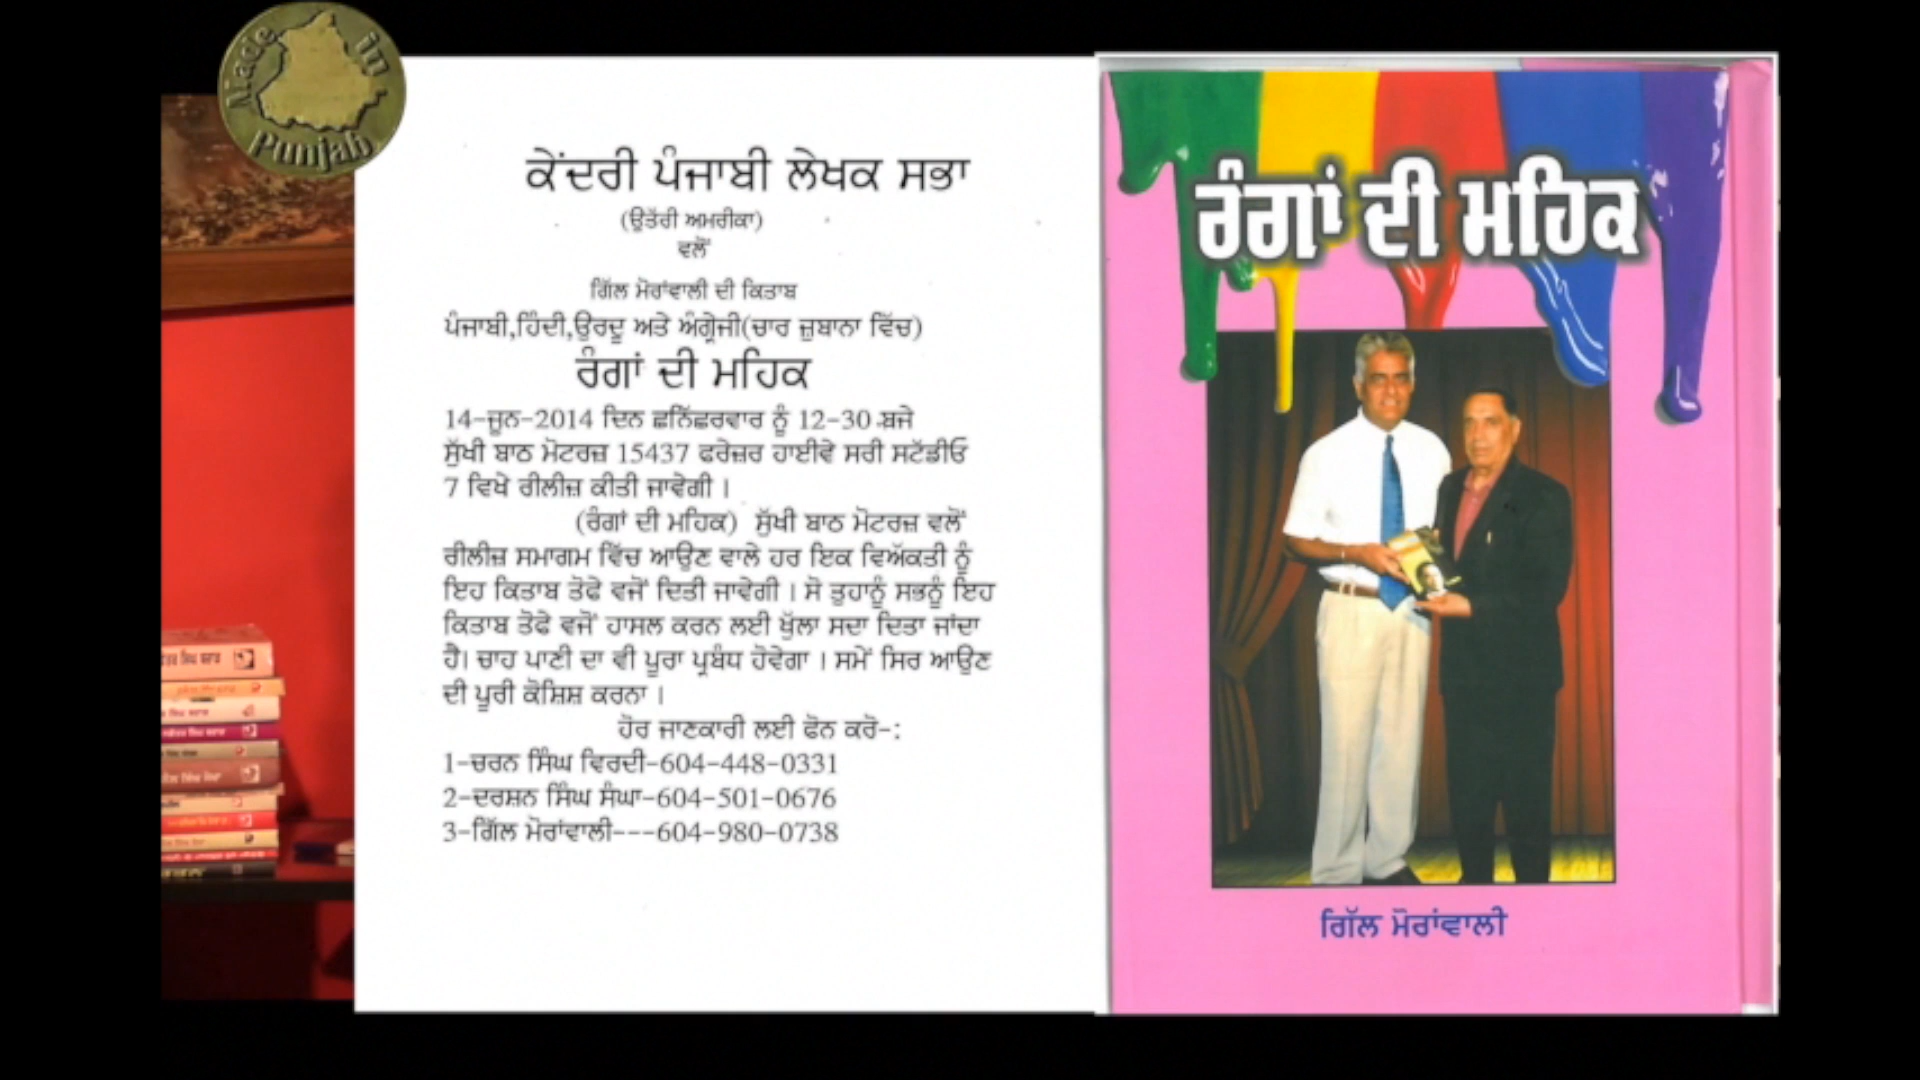 Made in Punjab
ਕੇਂਦਰੀ ਪੰਜਾਬੀ ਲੇਖਕ ਸਭਾ
(ਉਤੱਰੀ ਅਮਰੀਕਾ)
ਵਲੋਂ
ਗਿੱਲ ਮੋਰਾਂਵਾਲੀ ਦੀ ਕਿਤਾਬ
ਪੰਜਾਬੀ,ਹਿੰਦੀ,ਉਰਦੂ ਅਤੇ ਅੰਗ੍ਰੇਜੀ(ਚਾਰ ਜ਼ੁਬਾਨਾ ਵਿੱਚ)
ਰੰਗਾਂ ਦੀ ਮਹਿਕ
14-ਜੂਨ-2014 ਦਿਨ ਛਨਿੱਛਰਵਾਰ ਨੂੰ 12-30 ਬਜੇ
ਸੁੱਖੀ ਬਾਠ ਮੋਟਰਜ਼ 15437 ਫਰੇਜ਼ਰ ਹਾਈਵੇ ਸਰੀ ਸਟੱਡੀਓ
7 ਵਿਖੇ ਰੀਲੀਜ਼ ਕੀਤੀ ਜਾਵੇਗੀ ।
(ਰੰਗਾਂ ਦੀ ਮਹਿਕ) ਸੁੱਖੀ ਬਾਠ ਮੋਟਰਜ਼ ਵਲੋਂ
ਰੀਲੀਜ਼ ਸਮਾਗਮ ਵਿੱਚ ਆਉਣ ਵਾਲੇ ਹਰ ਇਕ ਵਿਅੱਕਤੀ ਨੂੰ
ਇਹ ਕਿਤਾਬ ਤੋਫੇ ਵਜੋਂ ਦਿਤੀ ਜਾਵੇਗੀ । ਸੋ ਤੁਹਾਨੂੰ ਸਭਨੂੰ ਇਹ
ਕਿਤਾਬ ਤੋਫੇ ਵਜੋਂ ਹਾਸਲ ਕਰਨ ਲਈ ਖੁੱਲਾ ਸਦਾ ਦਿਤਾ ਜਾਂਦਾ
ਹੈ। ਚਾਹ ਪਾਣੀ ਦਾ ਵੀ ਪੂਰਾ ਪ੍ਰਬੰਧ ਹੋਵੇਗਾ । ਸਮੇਂ ਸਿਰ ਆਉਣ
ਦੀ ਪੂਰੀ ਕੋਸ਼ਿਸ਼ ਕਰਨਾ ।
ਹੋਰ ਜਾਣਕਾਰੀ ਲਈ ਫੋਨ ਕਰੋ-:
1-ਚਰਨ ਸਿੰਘ ਵਿਰਦੀ-604-448-0331
2-ਦਰਸ਼ਨ ਸਿੰਘ ਸੰਘਾ-604-501-0676
3-ਗਿੱਲ ਮੋਰਾਂਵਾਲੀ---604-980-0738
ਰੰਗਾਂ ਦੀ ਮਹਿਕ
ਗਿੱਲ ਮੋਰਾਂਵਾਲੀ